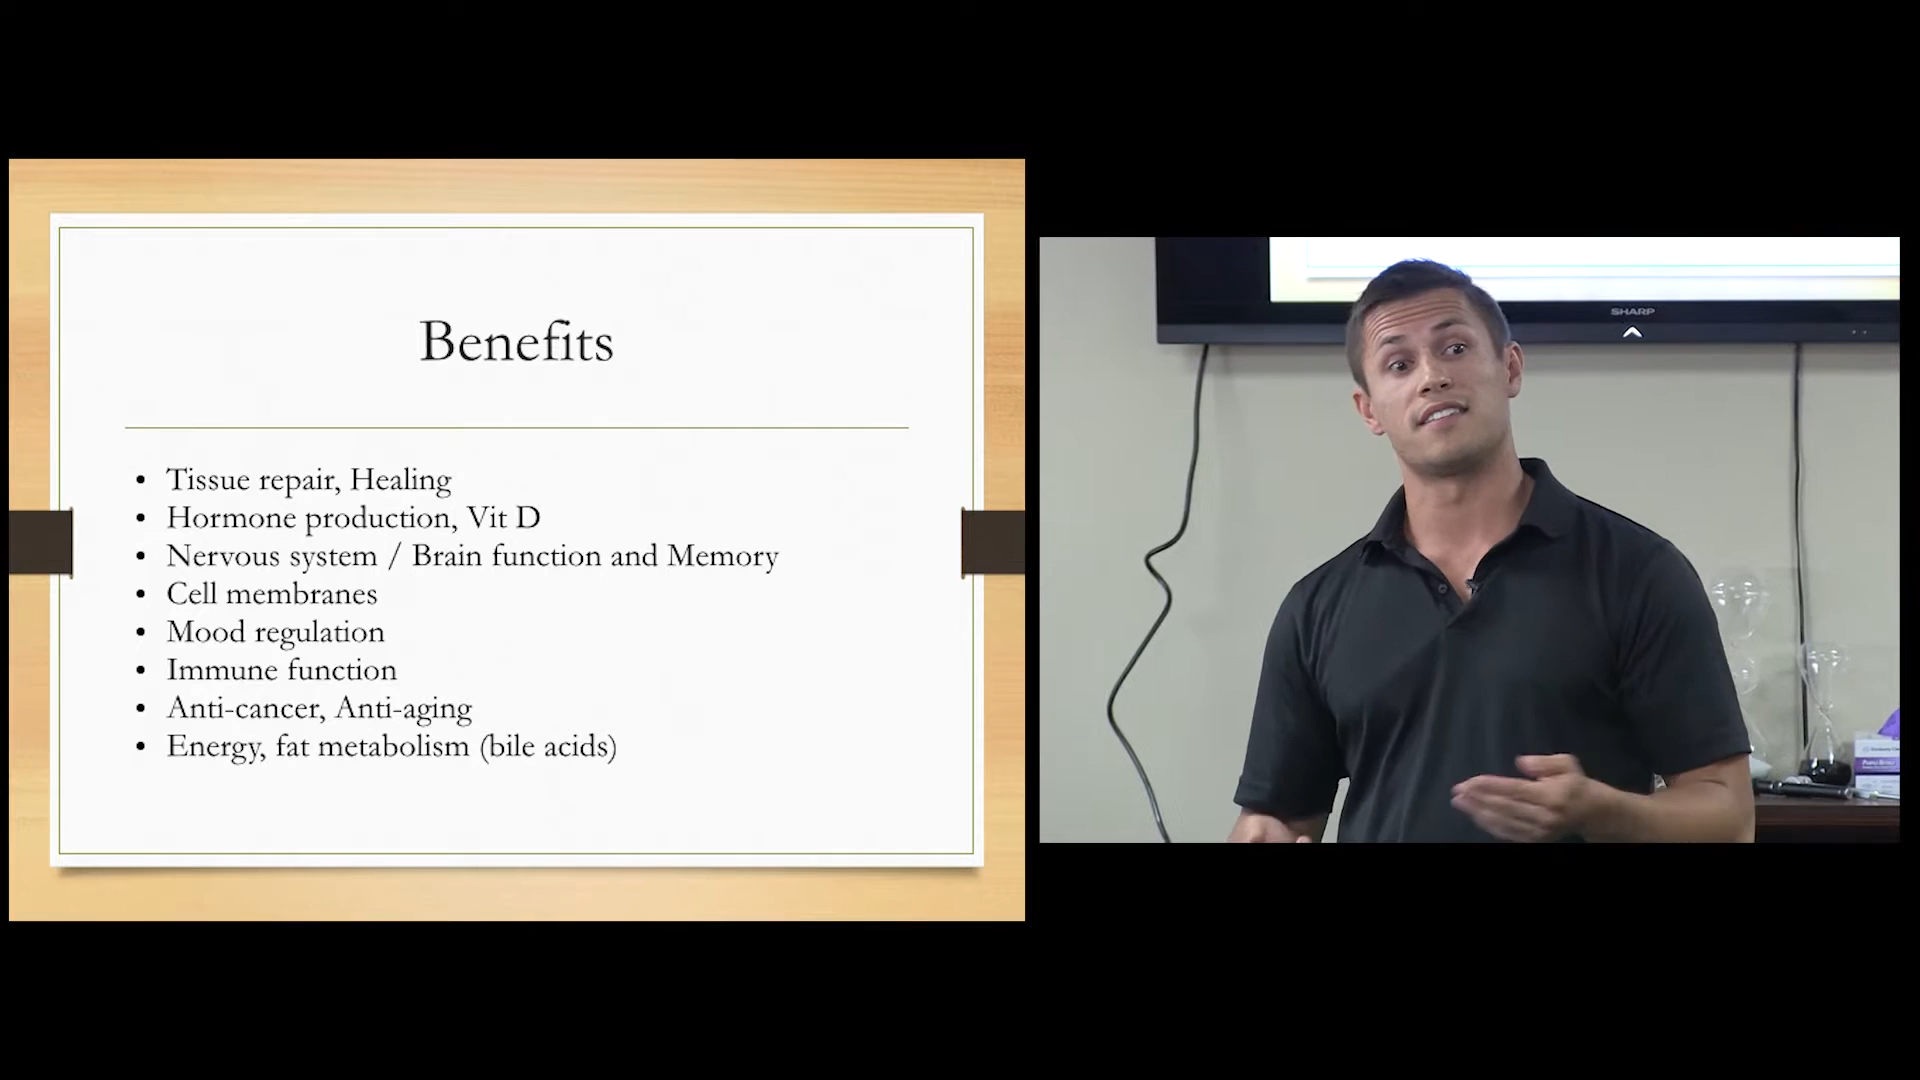 Benefits
• Tissue repair, Healing
• Hormone production, Vit D
• Nervous system / Brain function and Memory
• Cell membranes
• Mood regulation
• Immune function
• Anti-cancer, Anti-aging
• Energy, fat metabolism (bile acids)
SHARP